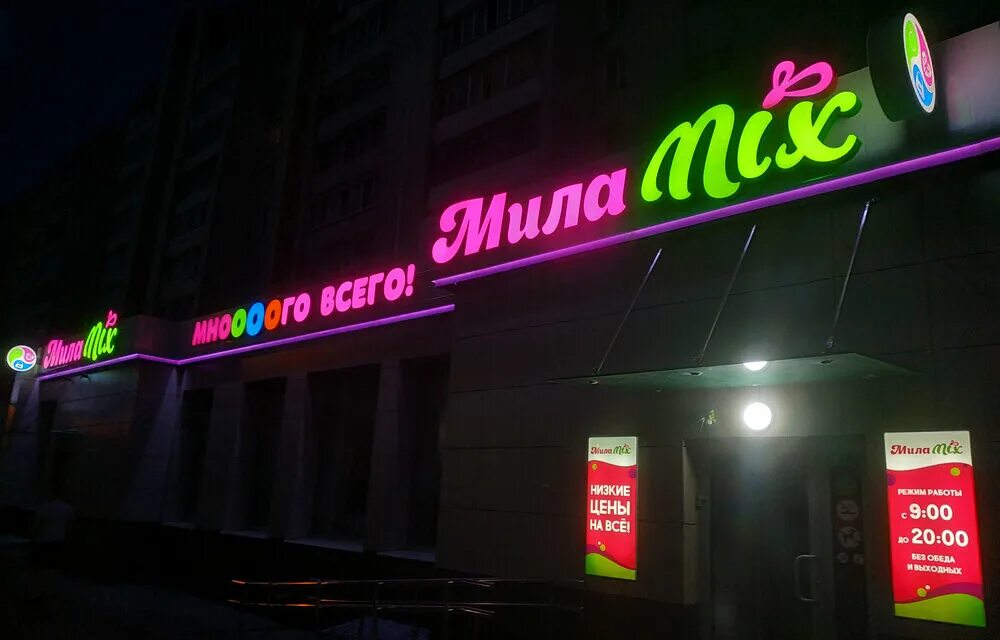 Мила Mix
МНООООГО ВСЕГО!
Мила Mix
Мила Mix
НИЗКИЕ
ЦЕНЫ
НА ВСЁ!
Мила Mix
РЕЖИМ РАБОТЫ
с 9:00
до 20:00
БЕЗ ОБЕДА
И ВЫХОДНЫХ